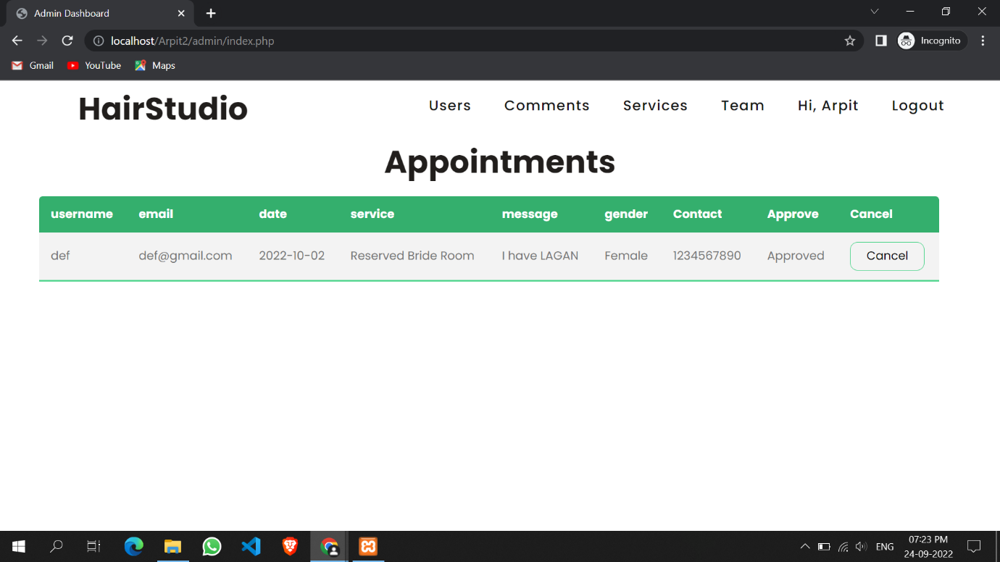 Admin Dashboard
localhost/Arpit2/admin/index.php
Incognito
Gmail YouTube Maps
HairStudio Users Comments Services Team Hi, Arpit Logout
Appointments
username email date service message gender Contact Approve Cancel
def def@gmail.com 2022-10-02 Reserved Bride Room I have LAGAN Female 1234567890 Approved Cancel
ENG
07:23 PM
24-09-2022